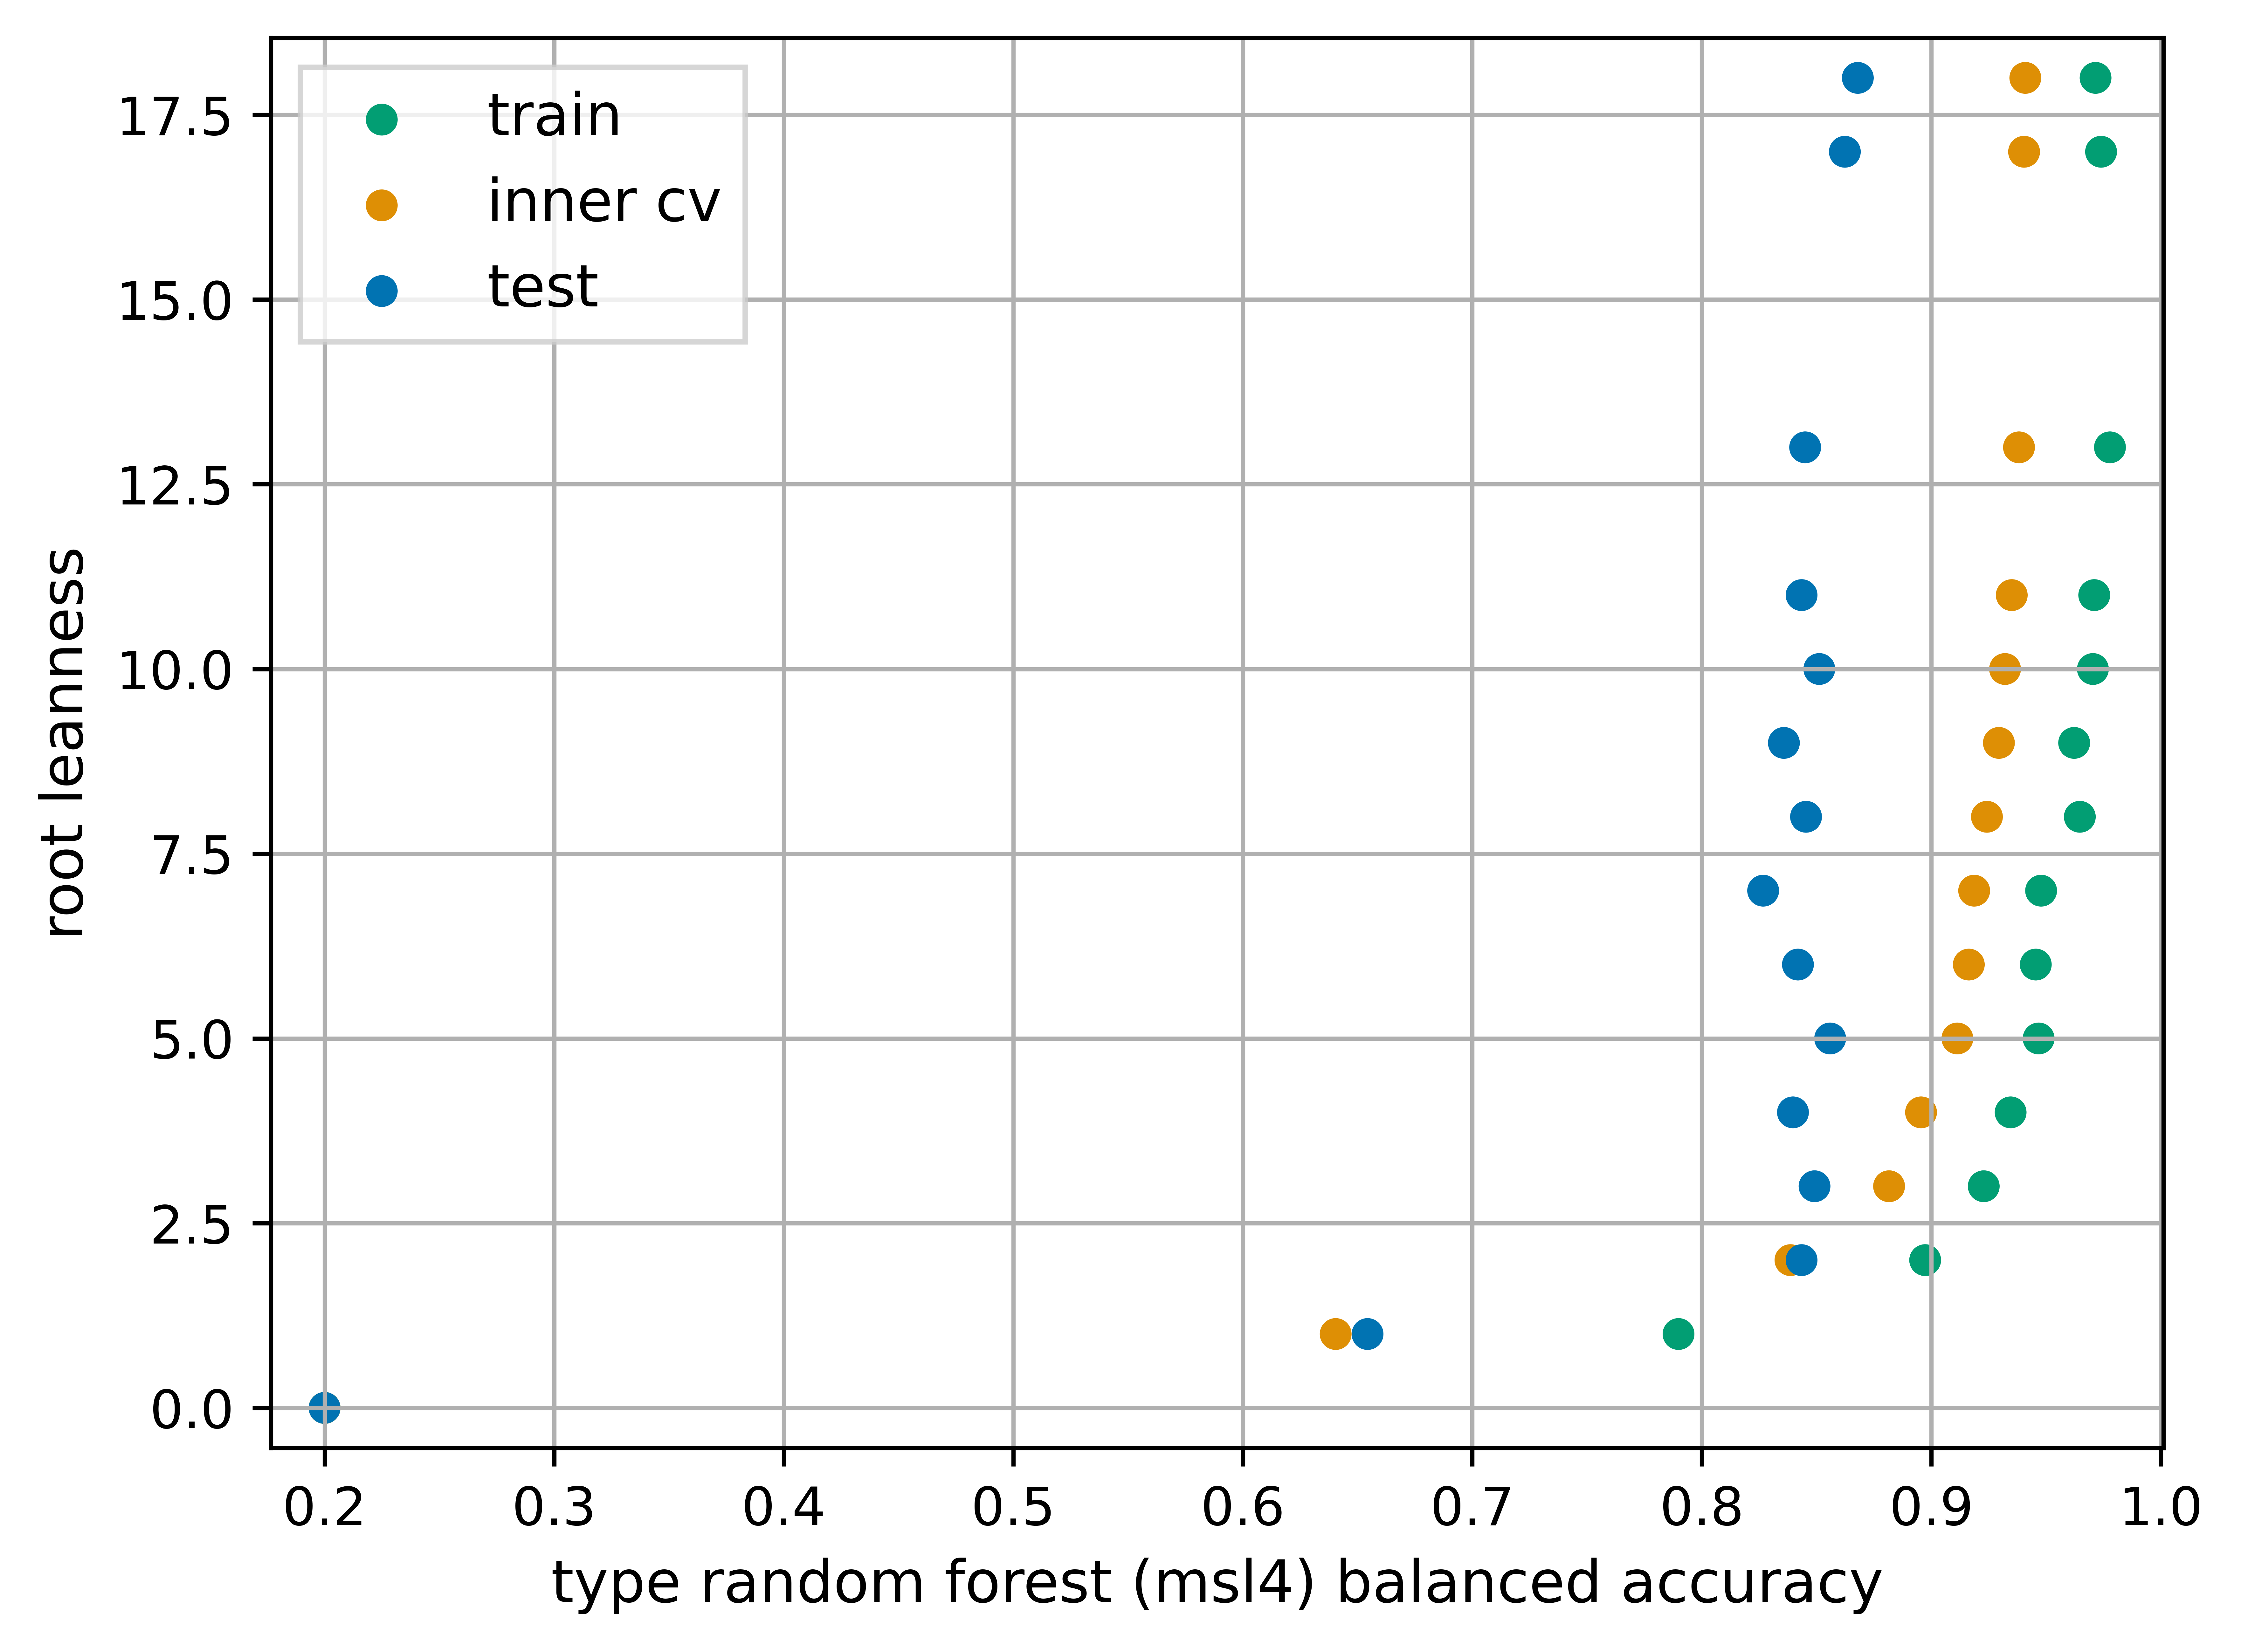 train
inner cv
test
17.5
15.0
12.5
10.0
7.5
5.0
2.5
0.0
root leanness
0.2 0.3 0.4 0.5 0.6 0.7 0.8 0.9 1.0
type random forest (msl4) balanced accuracy